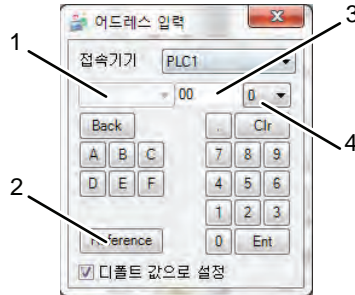 어드레스 입력
1
3
접속기기 PLC1
00 0
4
Back . Clr
A B C 7 8 9
D E F 4 5 6
2
1 2 3
Reference 0 Ent
디폴트 값으로 설정